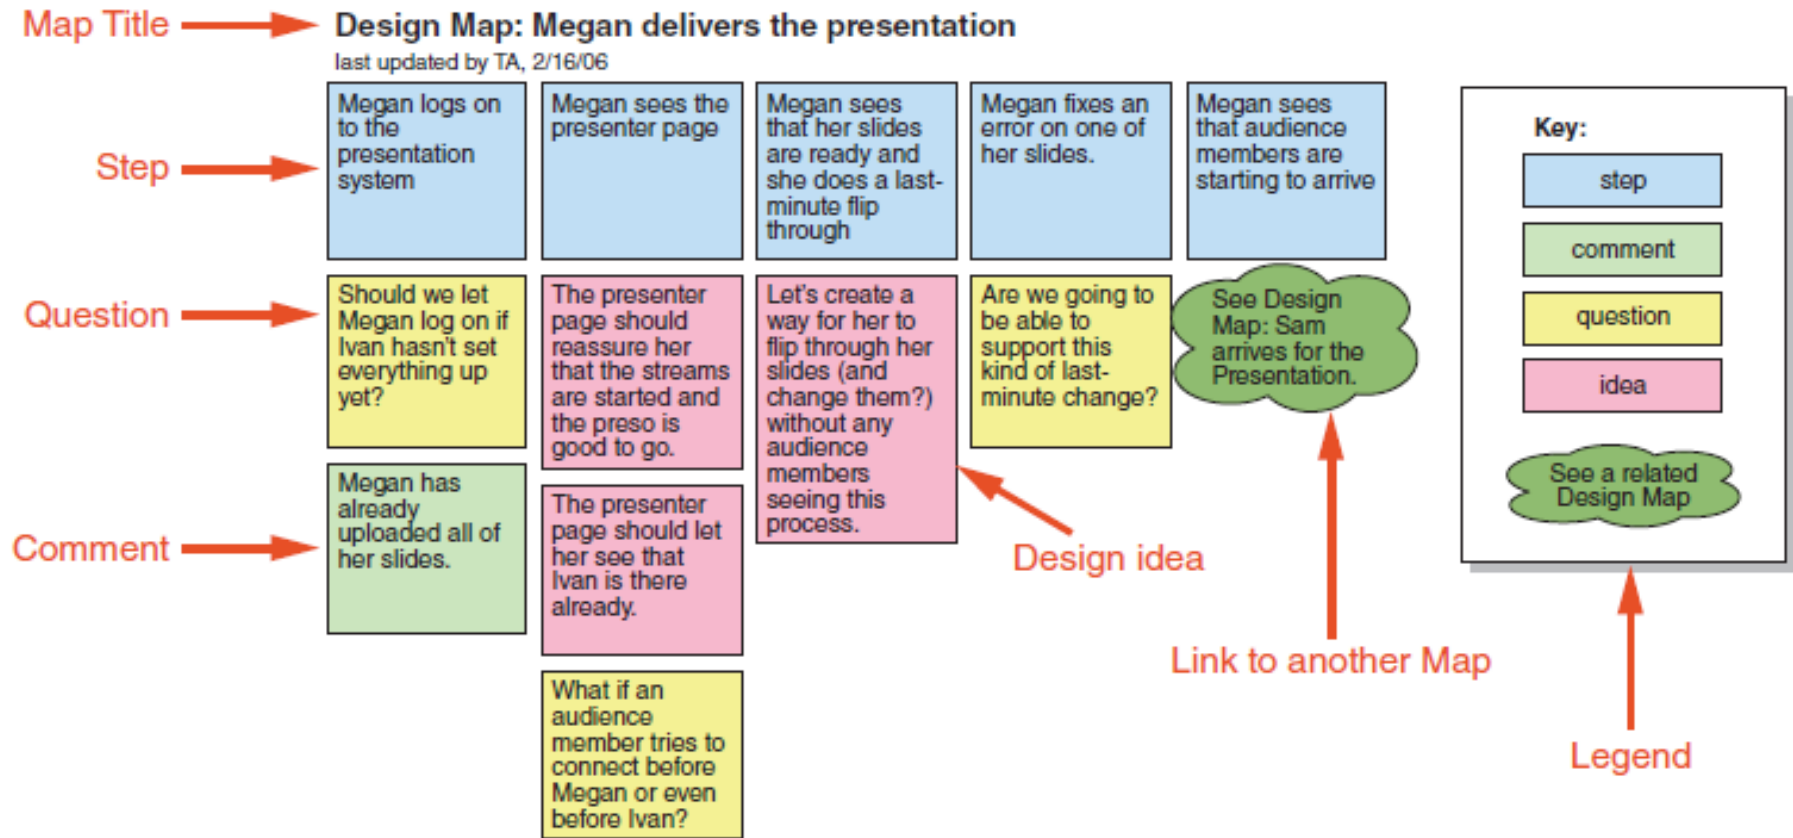 Map Title
Design Map: Megan delivers the presentation
last updated by TA, 2/16/06
Step
Megan logs on
to the
presentation
system
Megan sees the
presenter page
Megan sees
that her slides
are ready and
she does a last-
minute flip
through
Megan fixes an
error on one of
her slides.
Megan sees
that audience
members are
starting to arrive
Question
Should we let
Megan log on if
Ivan hasn't set
everything up
yet?
The presenter
page should
reassure her
that the streams
are started and
the preso is
good to go.
Let's create a
way for her to
flip through her
slides (and
change them?)
without any
audience
members
seeing this
process.
Are we going to
be able to
support this
kind of last-
minute change?
See Design
Map: Sam
arrives for the
Presentation.
Comment
Megan has
already
uploaded all of
her slides.
The presenter
page should let
her see that
Ivan is there
already.
What if an
audience
member tries to
connect before
Megan or even
before Ivan?
Design idea
Link to another Map
Key:
step
comment
question
idea
See a related
Design Map
Legend